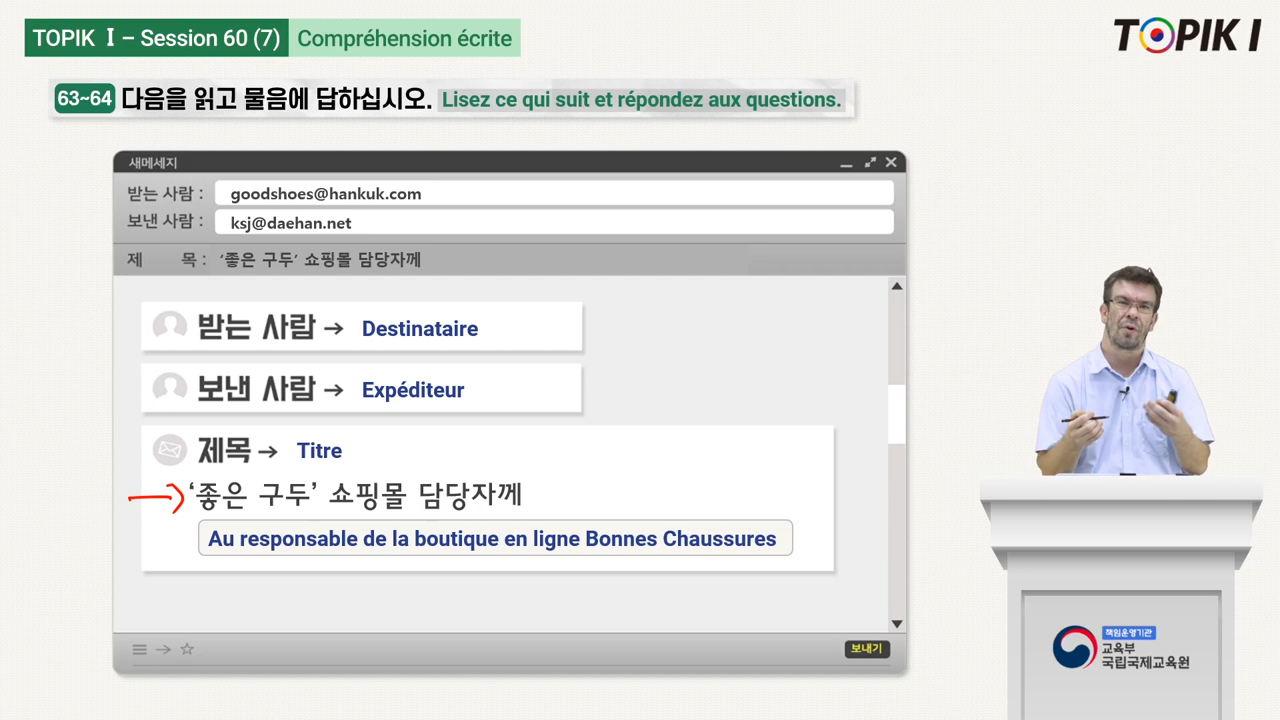 TOPIK Ⅰ – Session 60 (7) Compréhension écrite
TOPIK I
63~64 다음을 읽고 물음에 답하십시오. Lisez ce qui suit et répondez aux questions.
새메세지
받는 사람 : goodshoes@hankuk.com
보낸 사람 : ksj@daehan.net
제 목 : '좋은 구두' 쇼핑몰 담당자께
받는 사람 → Destinataire
보낸 사람 → Expéditeur
제목 → Titre
'좋은 구두' 쇼핑몰 담당자께
Au responsable de la boutique en ligne Bonnes Chaussures
보내기
책임운영기관
교육부
국립국제교육원